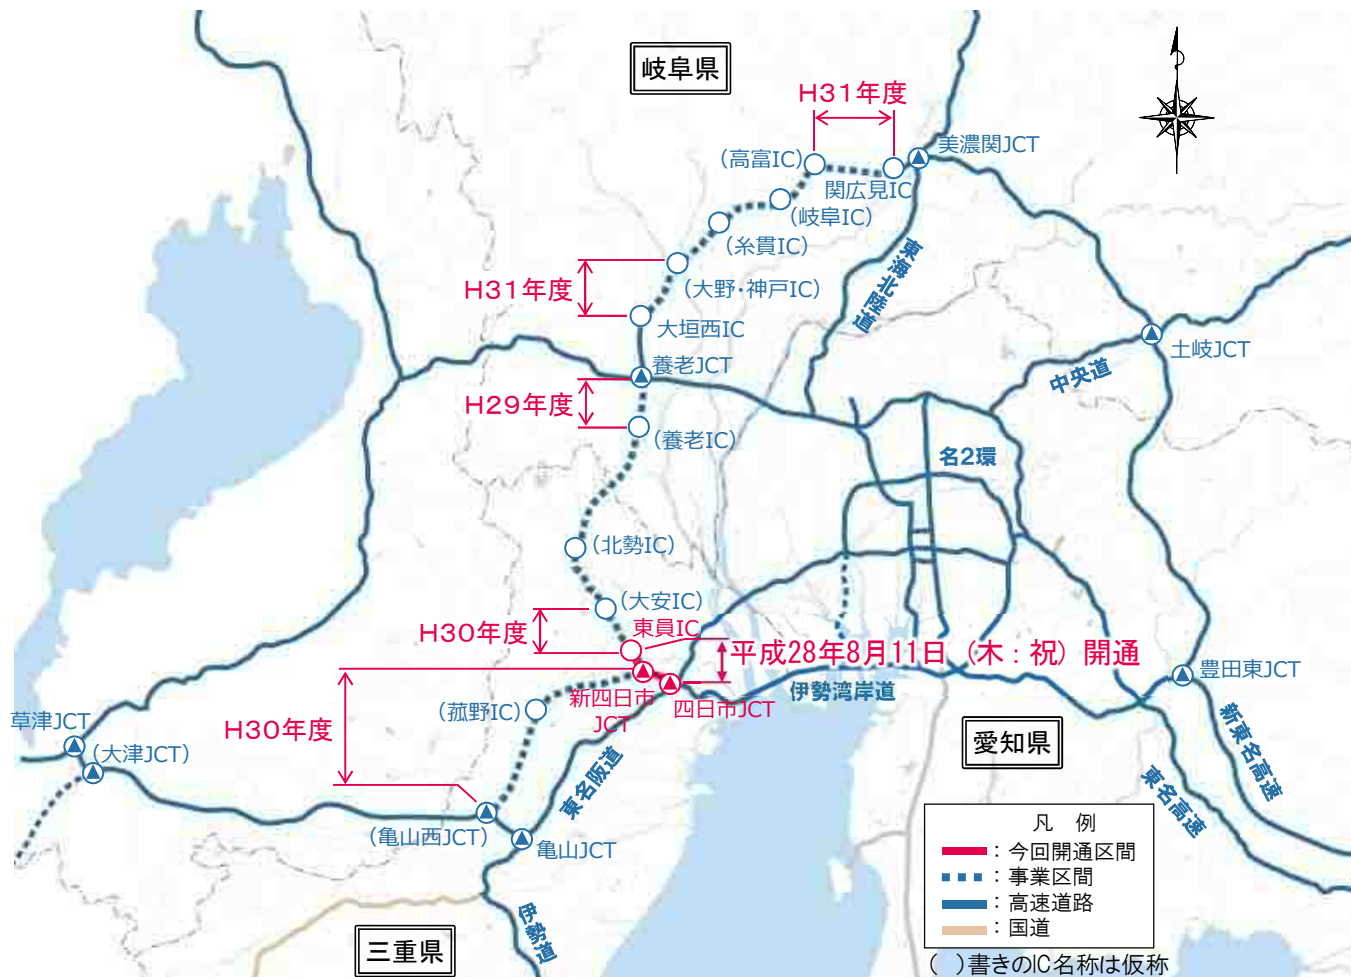 岐阜県
H31年度
美濃関JCT
(高富IC)
関広見IC
(岐阜IC)
(糸貫IC)
東海北陸道
H31年度
(大野・神戸IC)
大垣西IC
土岐JCT
養老JCT
中央道
H29年度
(養老IC)
名2環
(北勢IC)
(大安IC)
H30年度
東員IC
平成28年8月11日(木:祝)開通
豊田東JCT
新四日市
JCT
四日市JCT
伊勢湾岸道
(菰野IC)
草津JCT
H30年度
(大津JCT)
愛知県
新東名高速
東名阪道
東名高速
(亀山西JCT)
亀山JCT
伊勢道
三重県
凡 例
:今回開通区間
:事業区間
:高速道路
:国道
( )書きのIC名称は仮称